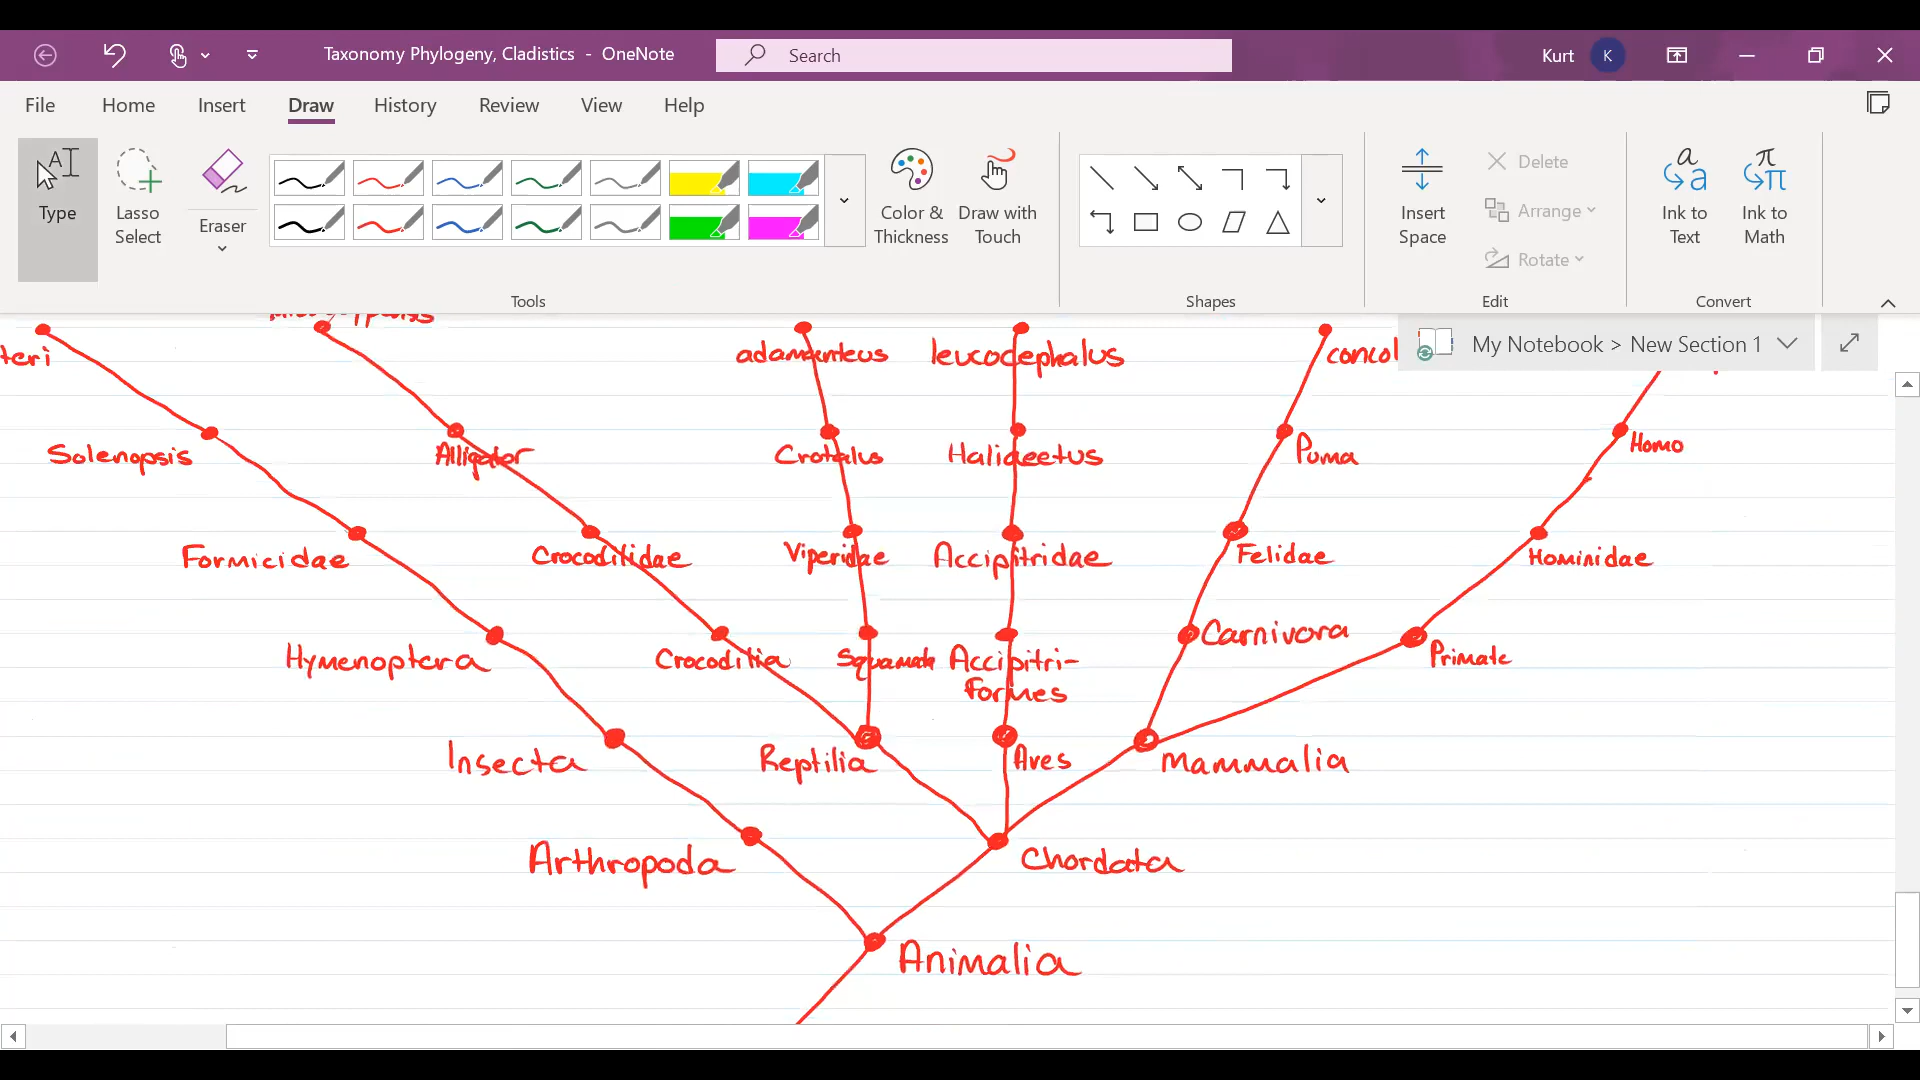 Taxonomy Phylogeny, Cladistics - OneNote
Search
Kurt
K
File Home Insert Draw History Review View Help
Type
Lasso Select
Eraser
Color & Thickness
Draw with Touch
Insert Space
Delete
Arrange
Rotate
Ink to Text
Ink to Math
Tools
Shapes
Edit
Convert
My Notebook > New Section 1
teri
adamanteus
leucocephalus
concol
Solenopsis
Alligator
Crotalus
Haliaeetus
Puma
Homo
Formicidae
Crocodilidae
Viperidae
Accipitridae
Felidae
Hominidae
Hymenoptera
Crocodilia
Squamata
Accipitri-
formes
Carnivora
Primate
Insecta
Reptilia
Aves
Mammalia
Arthropoda
Chordata
Animalia